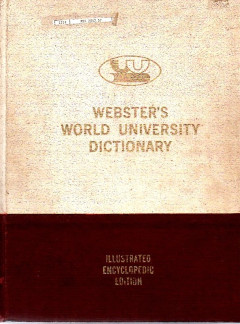 WEBSTER'S
WORLD UNIVERSITY
DICTIONARY
ILLUSTRATED
ENCYCLOPEDIC
EDITION